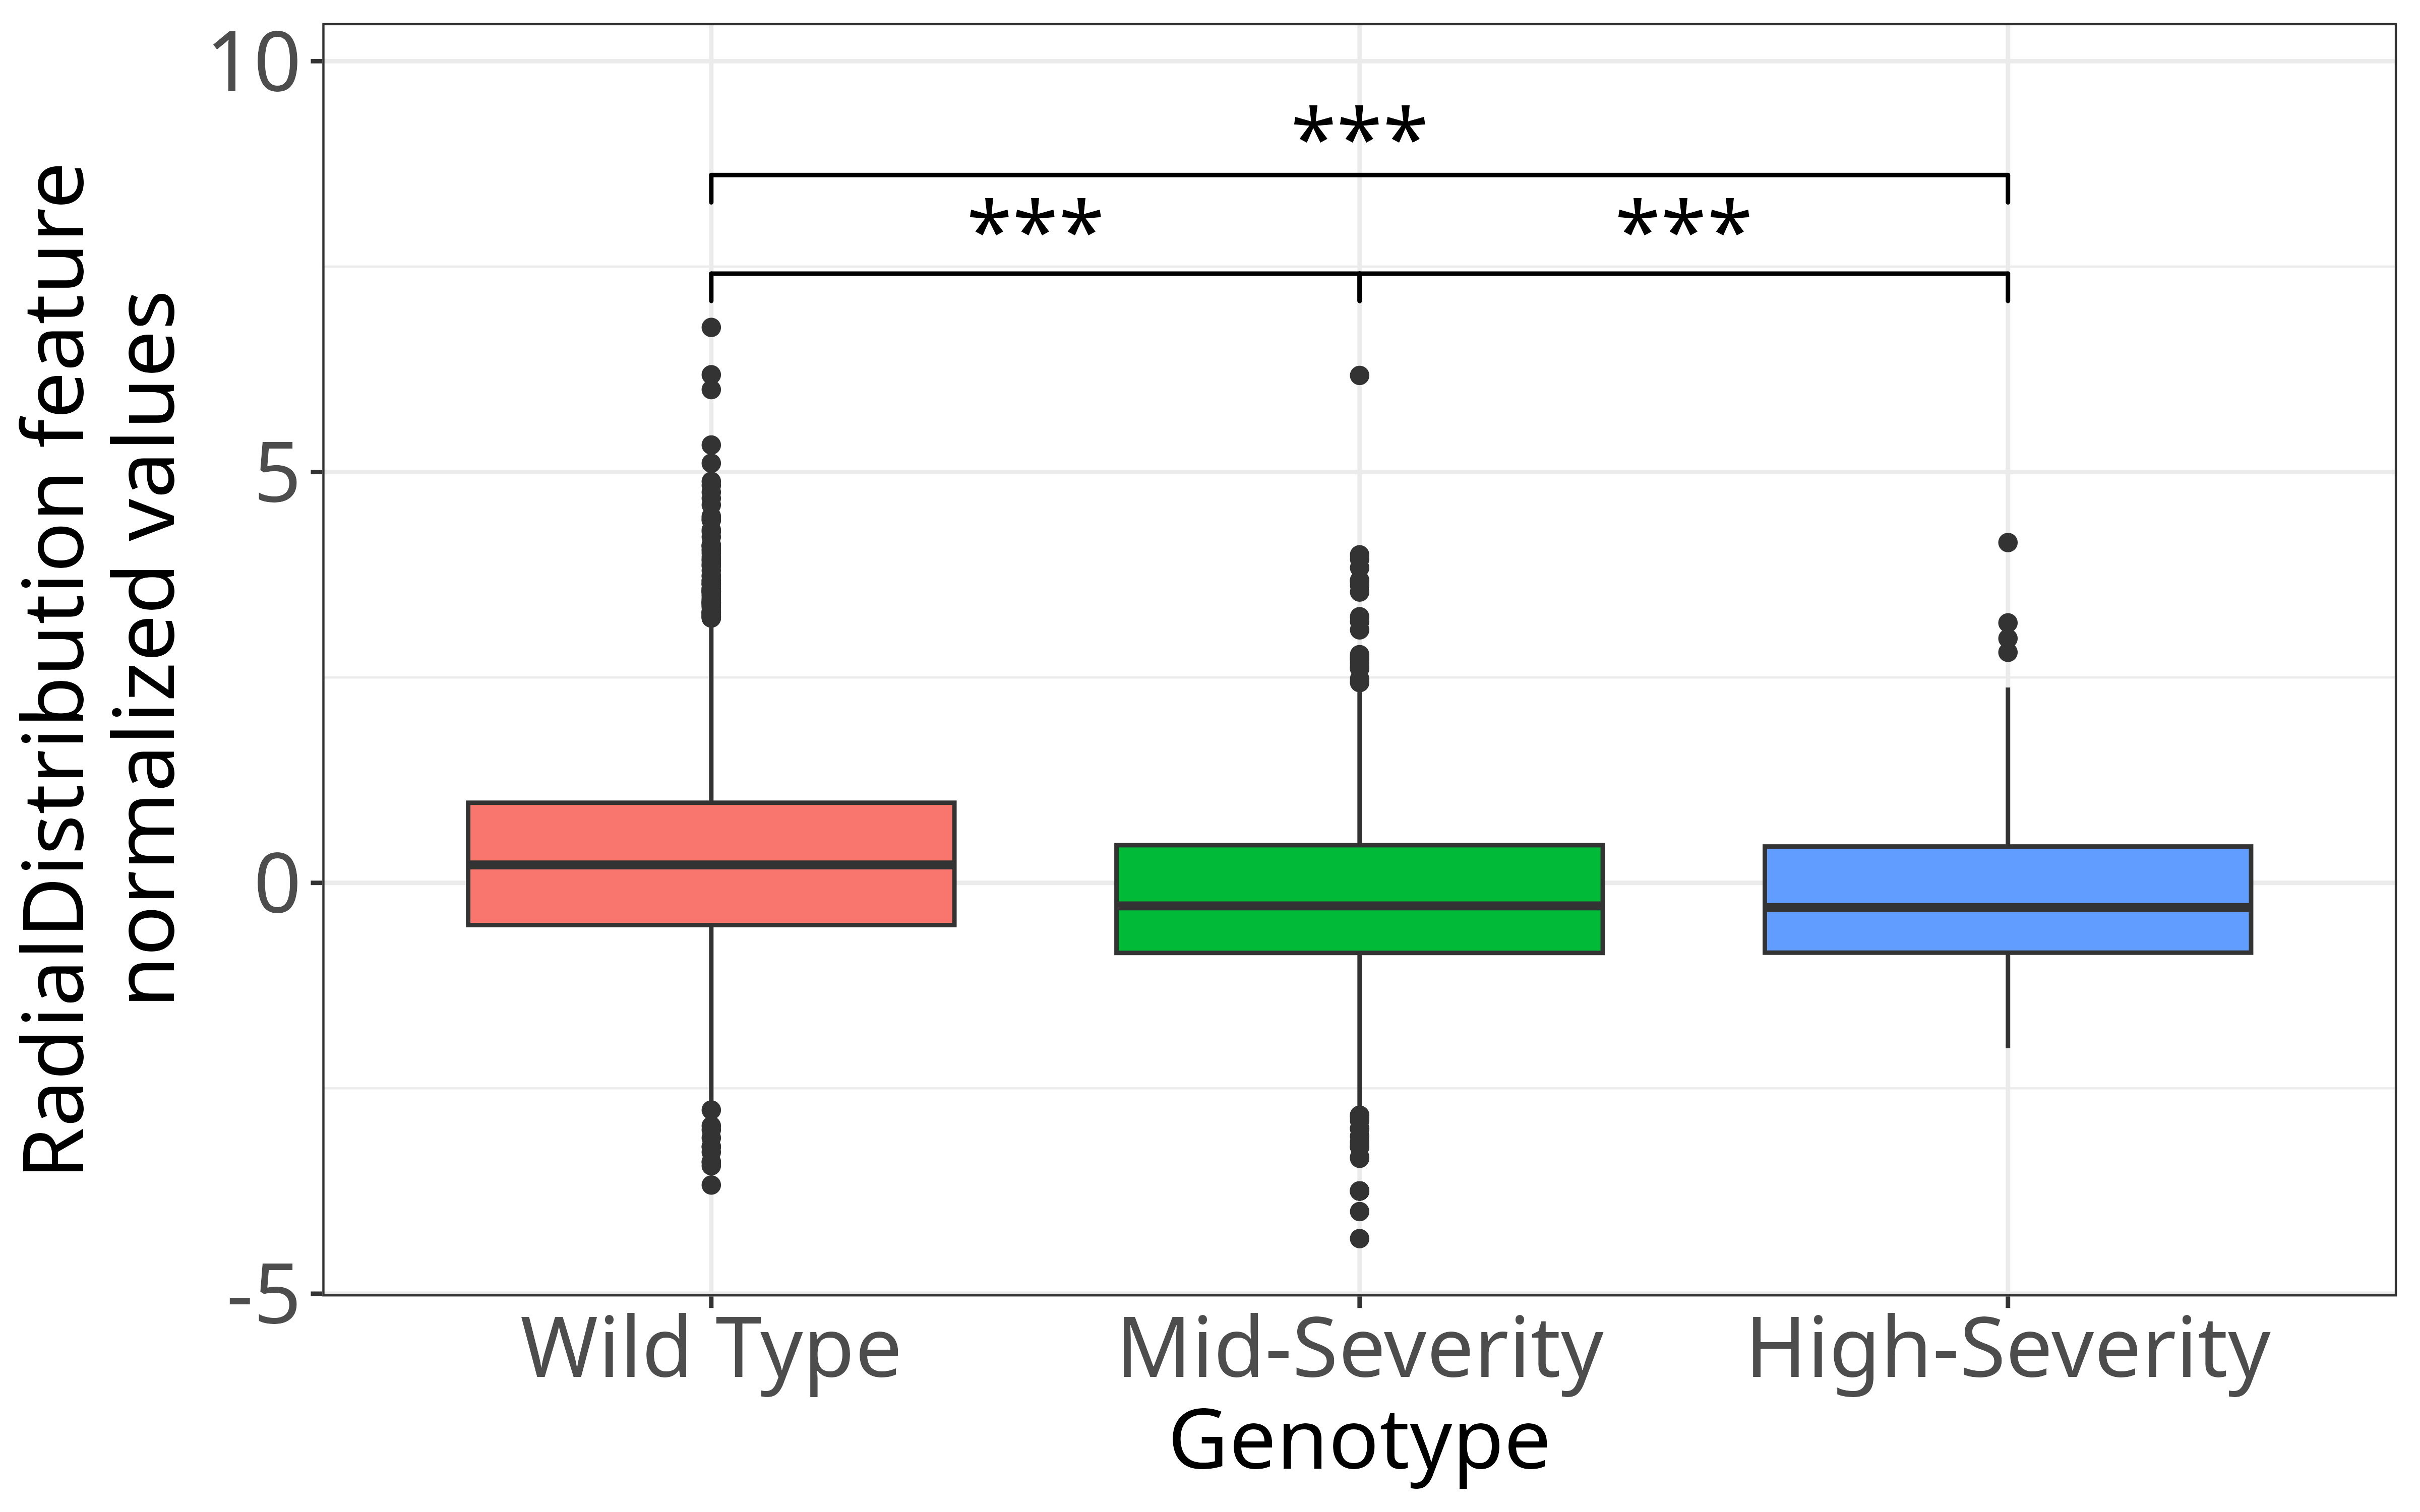 RadialDistribution feature
normalized values
10
5
0
-5
***
***
***
Wild Type
Mid-Severity
High-Severity
Genotype